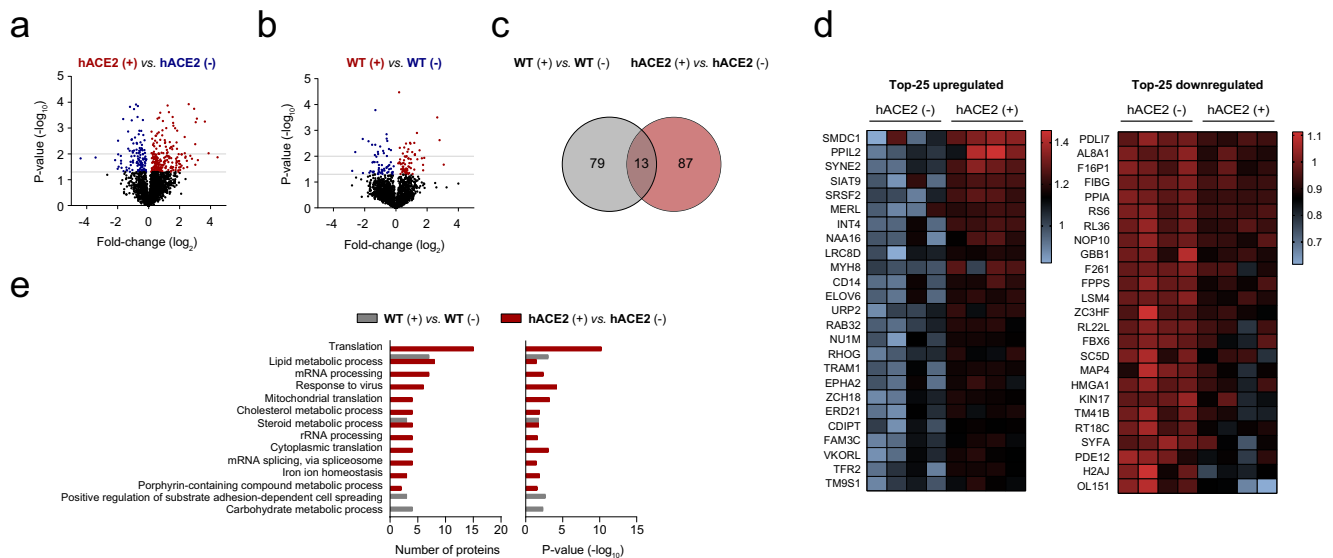 a
hACE2 (+) vs. hACE2 (-)
P-value (-log10)
5
4
3
2
1
0
-4
-2
0
2
4
Fold-change (log2)
b
WT (+) vs. WT (-)
P-value (-log10)
5
4
3
2
1
0
-4
-2
0
2
4
Fold-change (log2)
c
WT (+) vs. WT (-)
hACE2 (+) vs. hACE2 (-)
79
13
87
d
Top-25 upregulated
hACE2 (-)
hACE2 (+)
SMDC1
PPIL2
SYNE2
SIAT9
SRSF2
MERL
INT4
NAA16
LRC8D
MYH8
CD14
ELOV6
URP2
RAB32
NU1M
RHOG
TRAM1
EPHA2
ZCH18
ERD21
CDIPT
FAM3C
VKORL
TFR2
TM9S1
1.4
1.2
1
Top-25 downregulated
hACE2 (-)
hACE2 (+)
PDLI7
AL8A1
F16P1
FIBG
PPIA
RS6
RL36
NOP10
GBB1
F261
FPPS
LSM4
ZC3HF
RL22L
FBX6
SC5D
MAP4
HMGA1
KIN17
TM41B
RT18C
SYFA
PDE12
H2AJ
OL151
1.1
1
0.9
0.8
0.7
e
WT (+) vs. WT (-)
hACE2 (+) vs. hACE2 (-)
Translation
Lipid metabolic process
mRNA processing
Response to virus
Mitochondrial translation
Cholesterol metabolic process
Steroid metabolic process
rRNA processing
Cytoplasmic translation
mRNA splicing, via spliceosome
Iron ion homeostasis
Porphyrin-containing compound metabolic process
Positive regulation of substrate adhesion-dependent cell spreading
Carbohydrate metabolic process
0
5
10
15
20
Number of proteins
0
5
10
15
P-value (-log10)